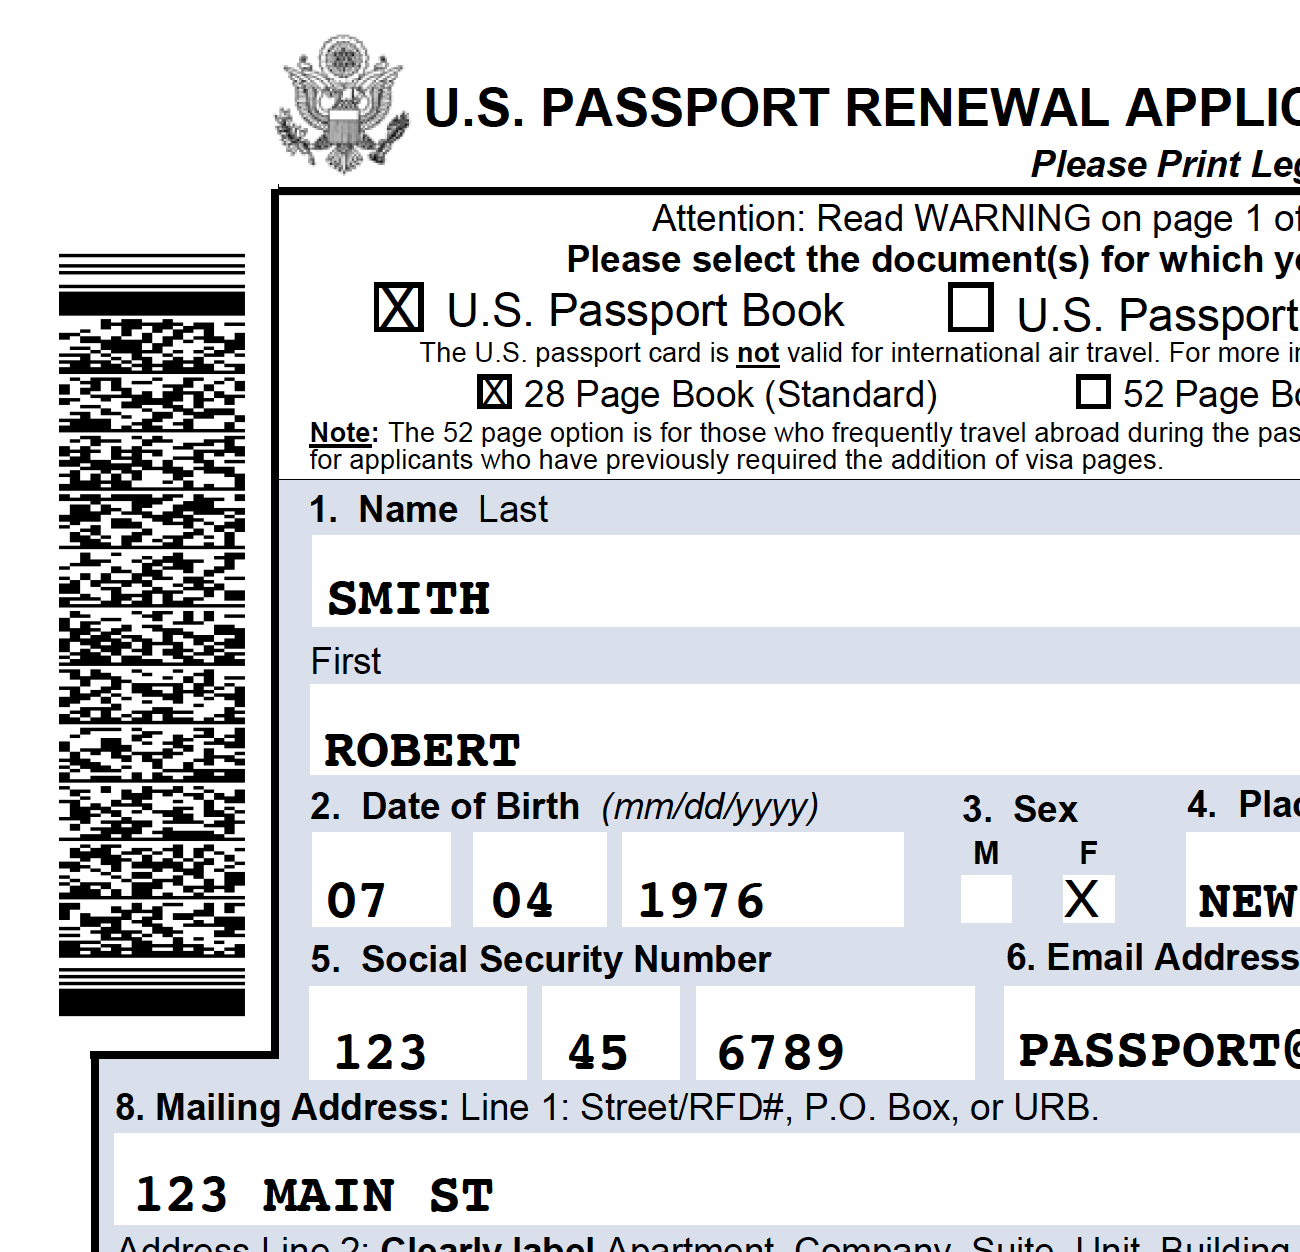 U.S. PASSPORT RENEWAL APPLIC
Please Print Leg
Attention: Read WARNING on page 1 of
Please select the document(s) for which yo
X U.S. Passport Book U.S. Passport
The U.S. passport card is not valid for international air travel. For more in
X 28 Page Book (Standard) 52 Page Bo
Note: The 52 page option is for those who frequently travel abroad during the pas
for applicants who have previously required the addition of visa pages.
1. Name Last
SMITH
First
ROBERT
2. Date of Birth (mm/dd/yyyy) 3. Sex 4. Plac
M F
07 04 1976 X NEW
5. Social Security Number 6. Email Address
123 45 6789 PASSPORT@
8. Mailing Address: Line 1: Street/RFD#, P.O. Box, or URB.
123 MAIN ST
Address Line 2: Clearly label Apartment, Company, Suite, Unit, Building,